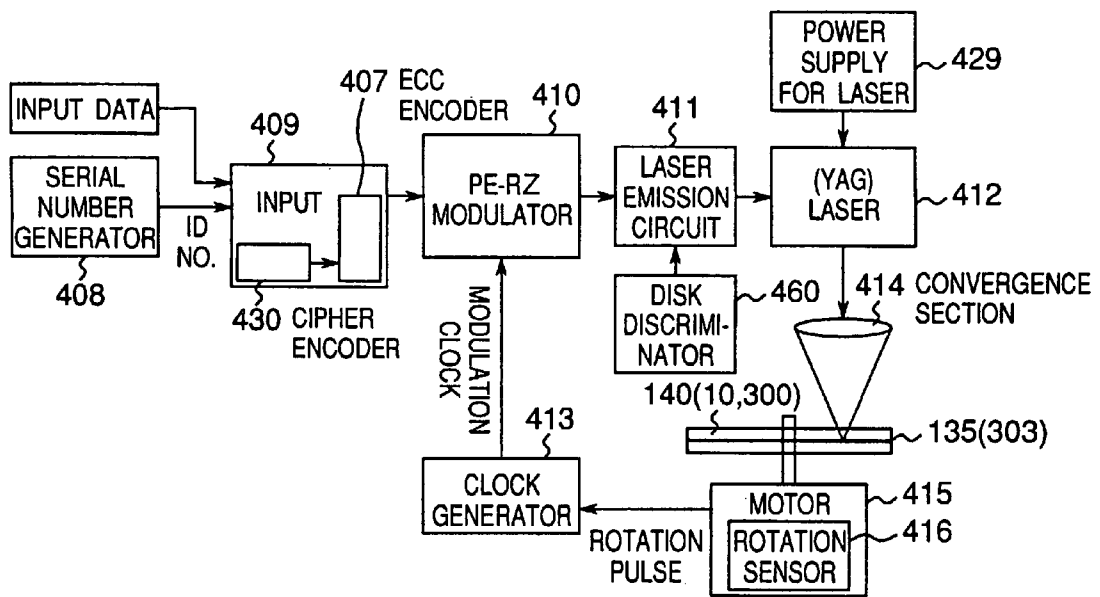 POWER
SUPPLY
FOR LASER
429
407 ECC
ENCODER
410
411
INPUT DATA
409
SERIAL
NUMBER
GENERATOR
408
ID
NO.
INPUT
430 CIPHER
ENCODER
PE-RZ
MODULATOR
LASER
EMISSION
CIRCUIT
(YAG)
LASER
412
DISK
DISCRIMI-
NATOR
460
414 CONVERGENCE
SECTION
MODULATION
CLOCK
140(10,300)
135(303)
413
CLOCK
GENERATOR
ROTATION
PULSE
MOTOR
415
ROTATION
SENSOR
416